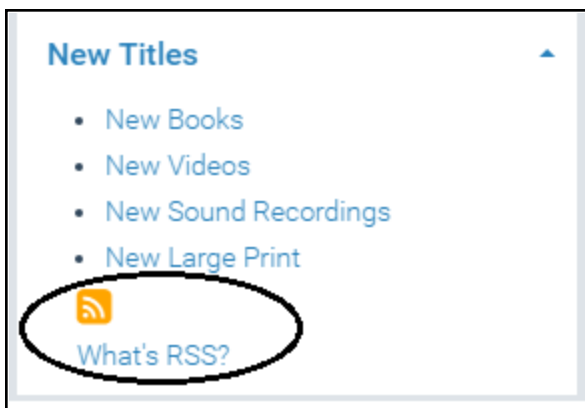 New Titles
New Books
New Videos
New Sound Recordings
New Large Print
What's RSS?